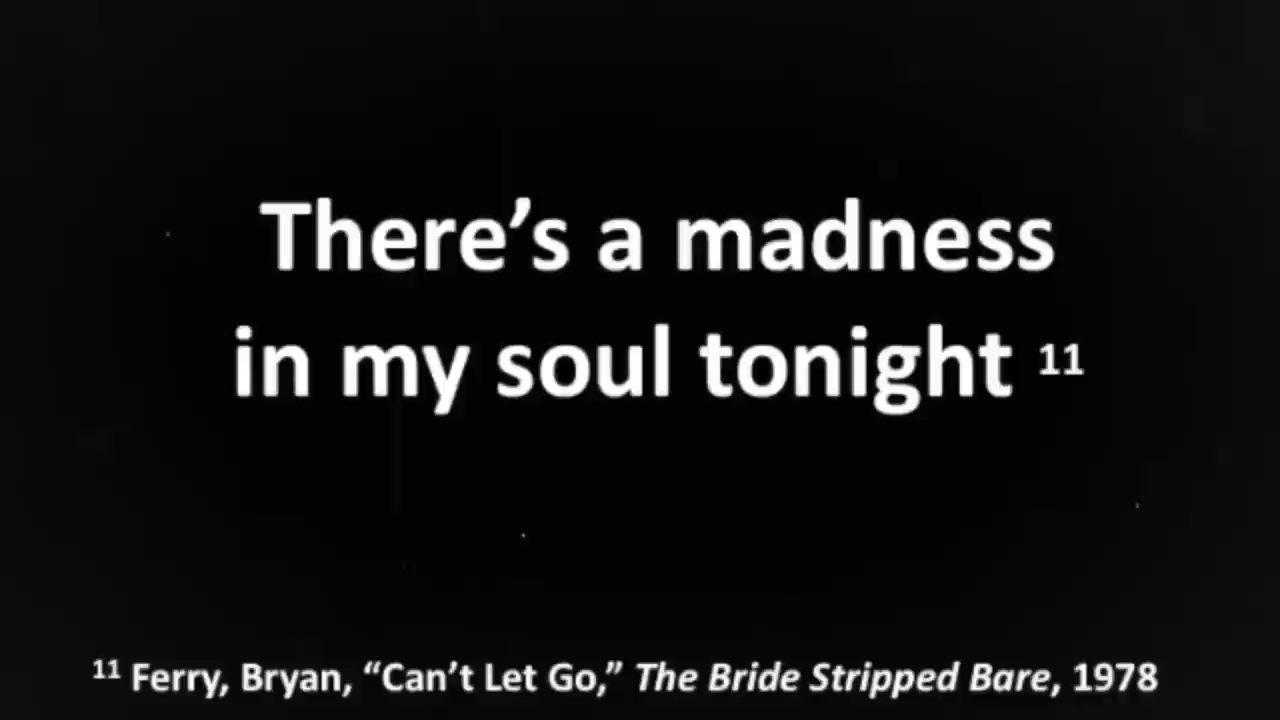 There’s a madness
in my soul tonight 11
11 Ferry, Bryan, “Can’t Let Go,” The Bride Stripped Bare, 1978